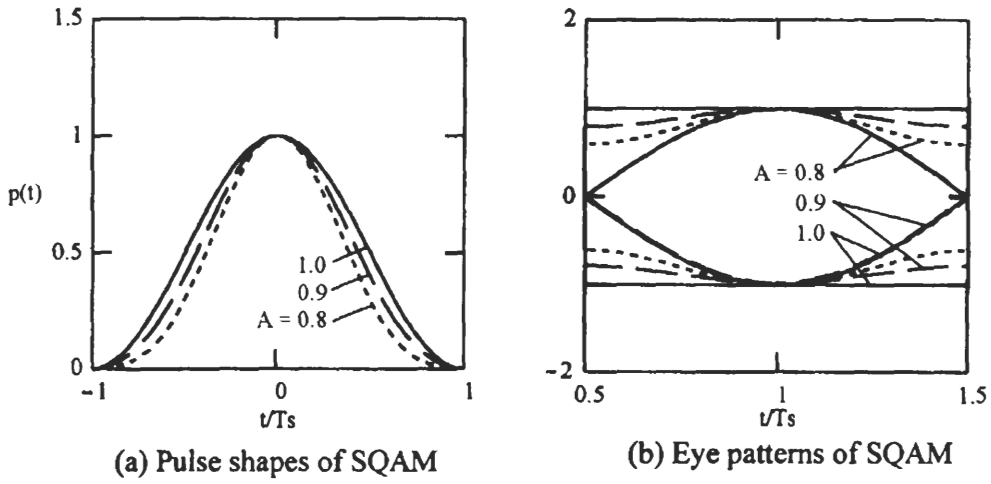 1.5
1
p(t)
0.5
0
1.0
0.9
A = 0.8
-1
0
1
t/Ts
(a) Pulse shapes of SQAM
2
0
-2
A = 0.8
0.9
1.0
0.5
1
1.5
t/Ts
(b) Eye patterns of SQAM